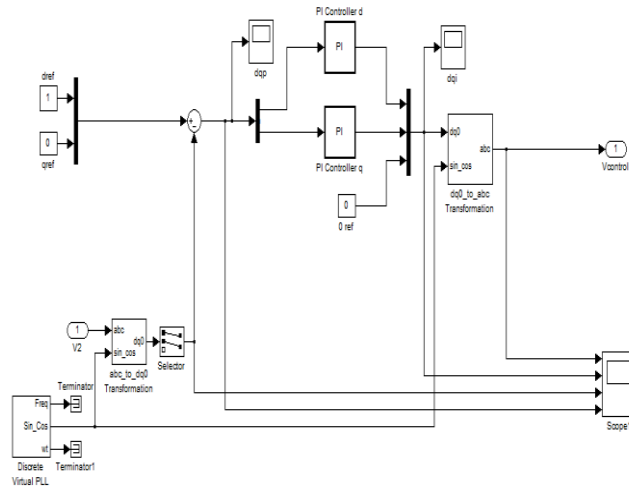 PI Controller d
PI
dqp
dqi
dref
1
0
qref
+
-
PI
PI Controller q
0
0 ref
dq0
abc
sin_cos
dq0_to_abc
Transformation
1
Vcontrol
1
V2
abc
dq0
sin_cos
abc_to_dq0
Transformation
Selector
Terminator
Freq
Sin_Cos
wt
Terminator1
Discrete
Virtual PLL
Scope1